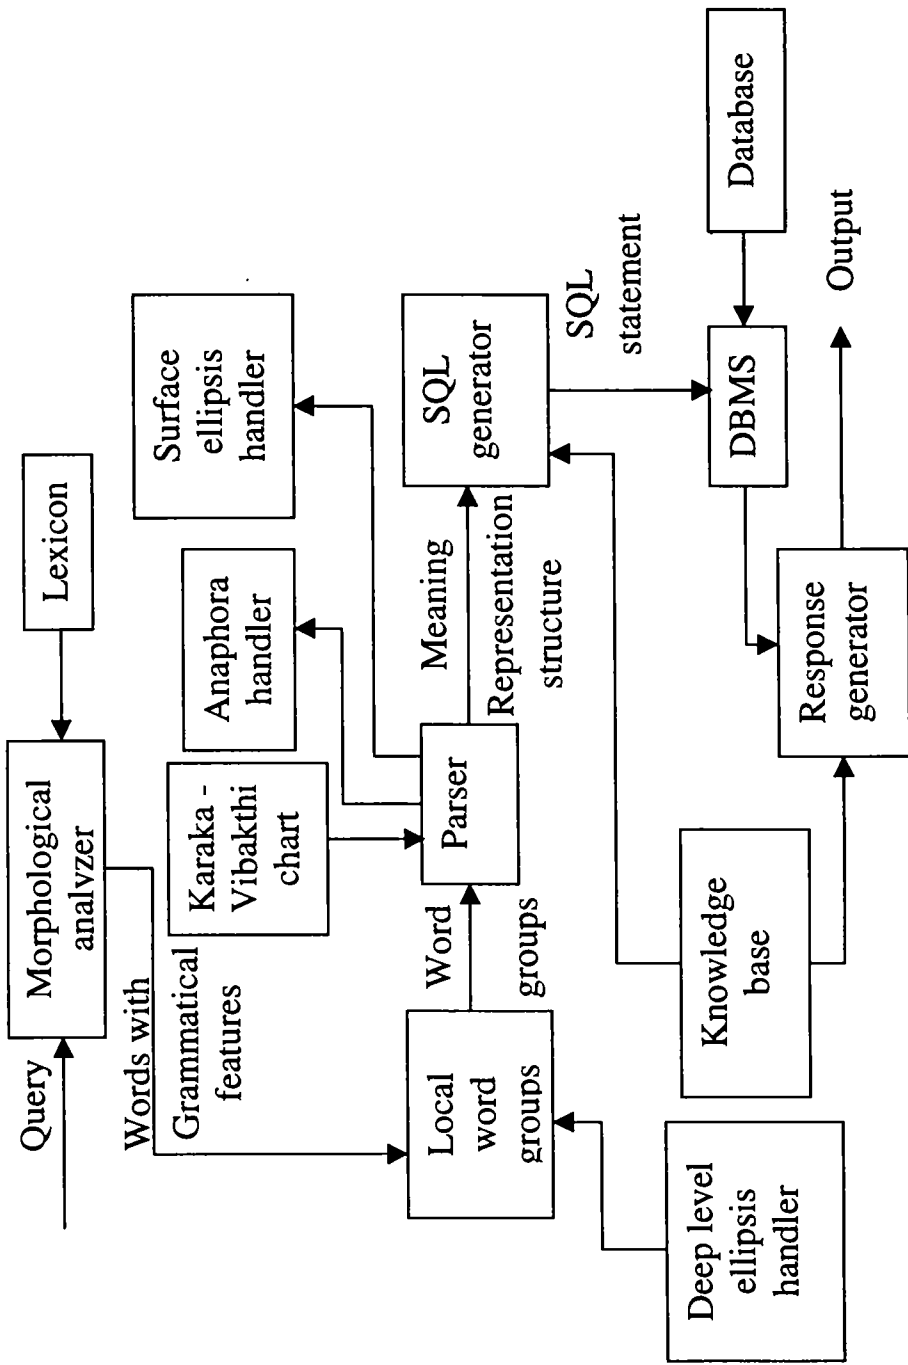 Query
Morphological
analvzer
Lexicon
Words with
Grammatical
features
Karaka -
Vibakthi
chart
Anaphora
handler
Surface
ellipsis
handler
Local
word
groups
Word
groups
Parser
Meaning
Representation
structure
SQL
generator
SQL
statement
Deep level
ellipsis
handler
Knowledge
base
Response
generator
DBMS
Database
Output